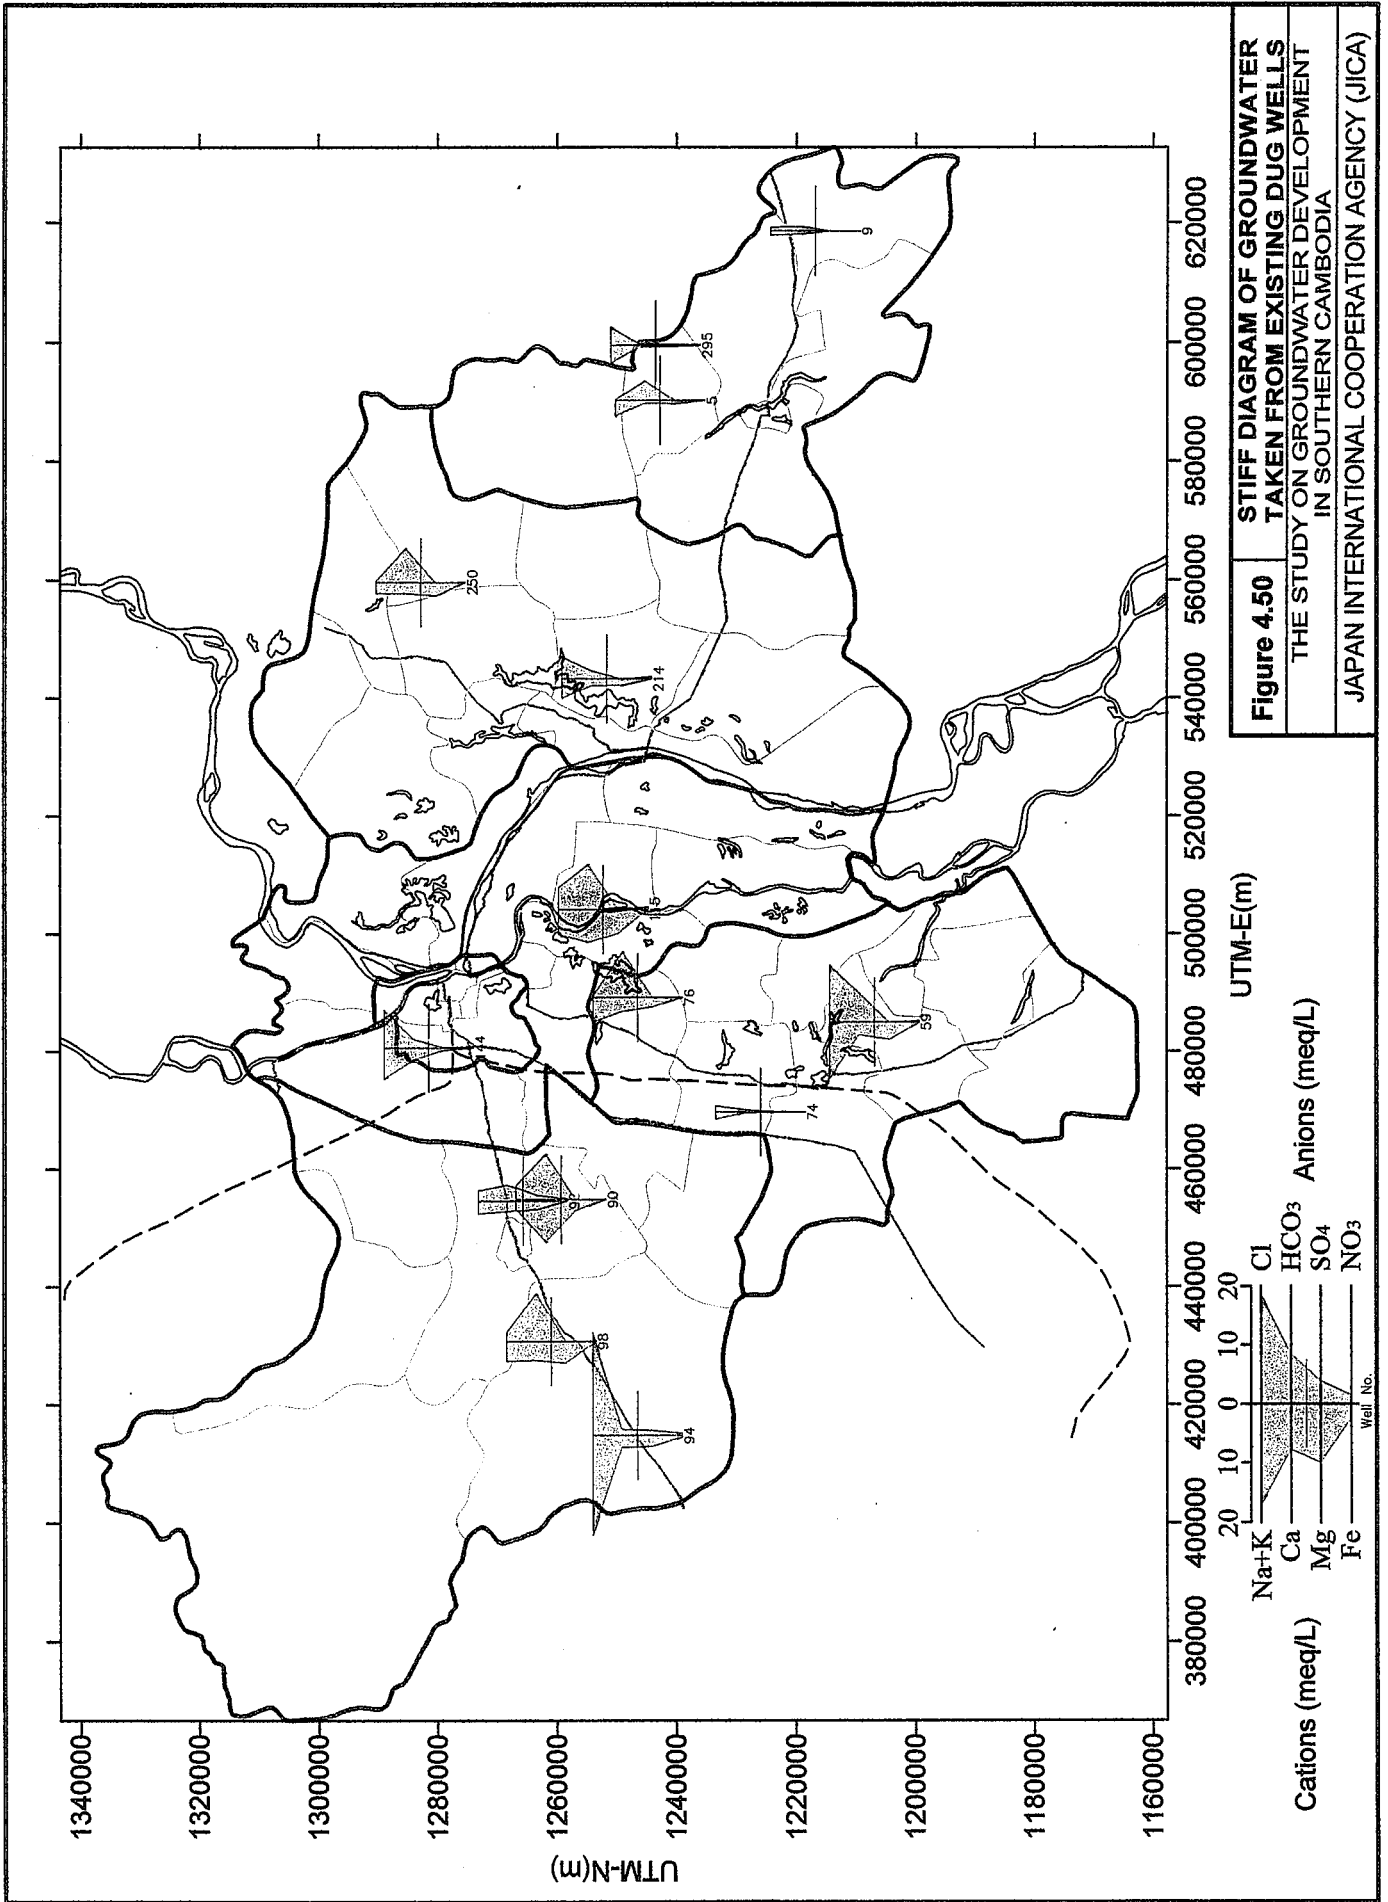 1340000
1320000
1300000
1280000
1260000
1240000
1220000
1200000
1180000
1160000
UTM-N(m)
380000
400000
420000
440000
460000
480000
500000
520000
540000
560000
580000
600000
620000
UTM-E(m)
9
295
5
250
214
76
59
74
90
98
94
Cations (meq/L)
Anions (meq/L)
20 10 0 10 20
Na+K Cl
Ca HCO3
Mg SO4
Fe NO3
Well No.
Figure 4.50
STIFF DIAGRAM OF GROUNDWATER
TAKEN FROM EXISTING DUG WELLS
THE STUDY ON GROUNDWATER DEVELOPMENT
IN SOUTHERN CAMBODIA
JAPAN INTERNATIONAL COOPERATION AGENCY (JICA)